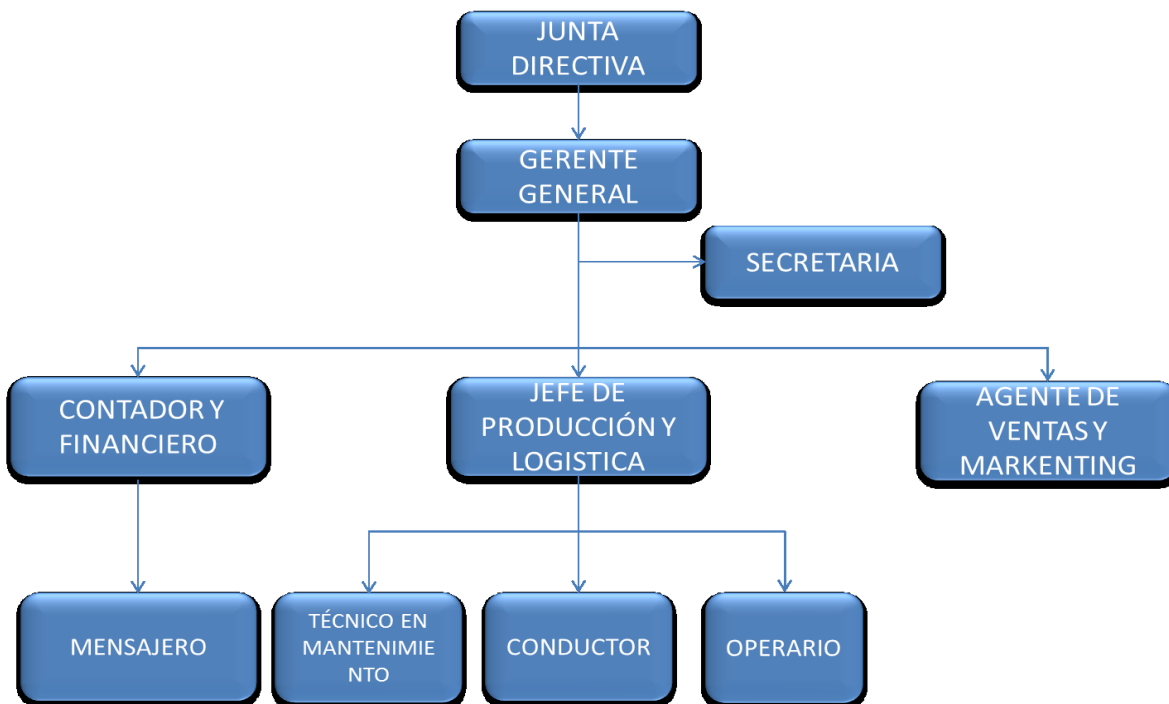 JUNTA
DIRECTIVA
GERENTE
GENERAL
SECRETARIA
CONTADOR Y
FINANCIERO
JEFE DE
PRODUCCIÓN Y
LOGISTICA
AGENTE DE
VENTAS Y
MARKENTING
MENSAJERO
TÉCNICO EN
MANTENIMIE
NTO
CONDUCTOR
OPERARIO